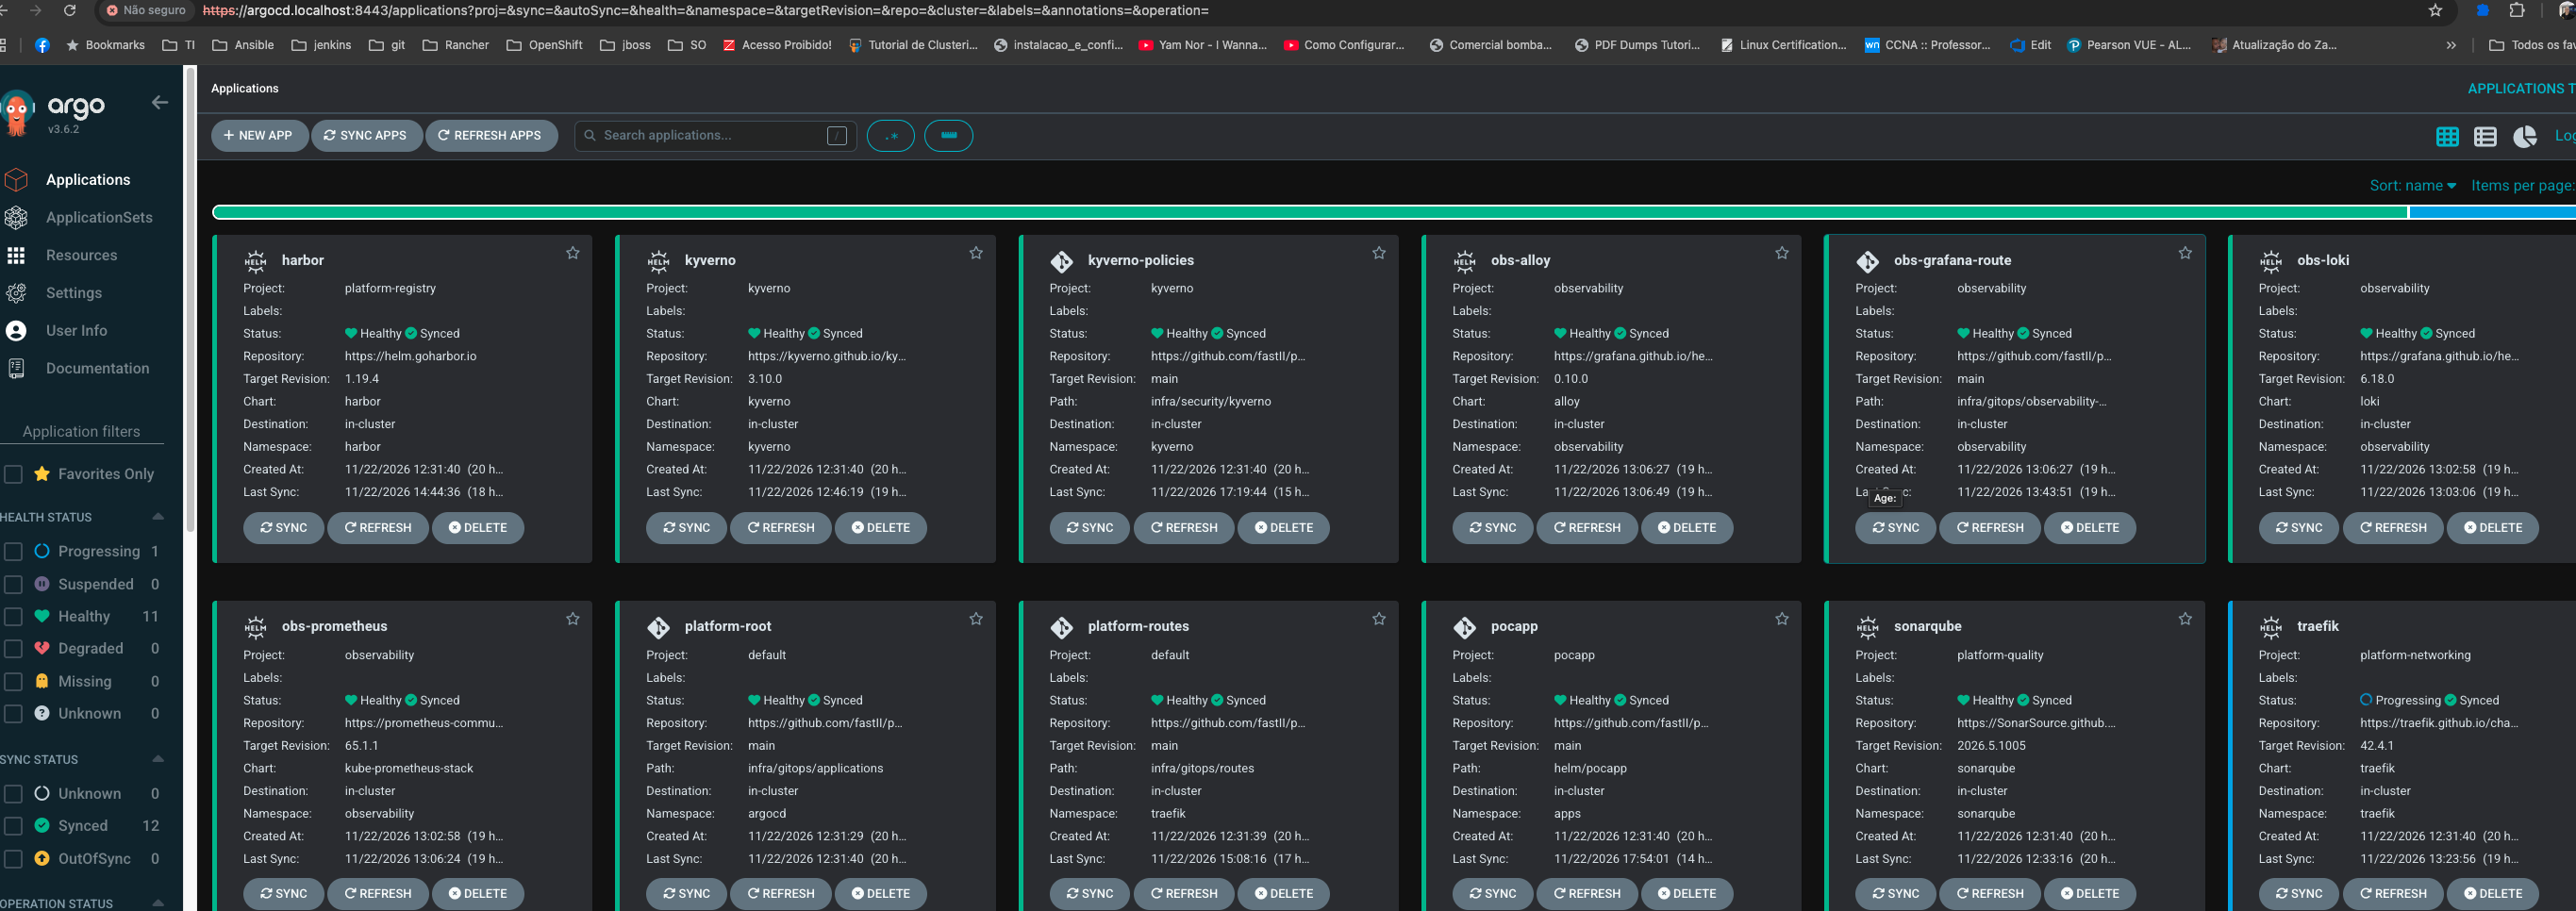 Não seguro https://argocd.localhost:8443/applications?proj=&sync=&autoSync=&health=&namespace=&targetRevision=&repo=&cluster=&labels=&annotations=&operation=
Bookmarks TI Ansible jenkins git Rancher OpenShift jboss SO Acesso Proibido! Tutorial de Clusteri... instalacao_e_confi... Yam Nor - I Wanna... Como Configurar... Comercial bomba... PDF Dumps Tutori... Linux Certification... CCNA :: Professor... Edit Pearson VUE - AL... Atualização do Za... » Todos os fav
argo
v3.6.2
Applications
ApplicationSets
Resources
Settings
User Info
Documentation
Application filters
Favorites Only
HEALTH STATUS
Progressing 1
Suspended 0
Healthy 11
Degraded 0
Missing 0
Unknown 0
SYNC STATUS
Unknown 0
Synced 12
OutOfSync 0
OPERATION STATUS
Applications
APPLICATIONS T
+ NEW APP SYNC APPS REFRESH APPS Search applications... / .*
Log
Sort: name Items per page:
harbor
Project: platform-registry
Labels:
Status: Healthy Synced
Repository: https://helm.goharbor.io
Target Revision: 1.19.4
Chart: harbor
Destination: in-cluster
Namespace: harbor
Created At: 11/22/2026 12:31:40 (20 h...
Last Sync: 11/22/2026 14:44:36 (18 h...
SYNC REFRESH DELETE
kyverno
Project: kyverno
Labels:
Status: Healthy Synced
Repository: https://kyverno.github.io/ky...
Target Revision: 3.10.0
Chart: kyverno
Destination: in-cluster
Namespace: kyverno
Created At: 11/22/2026 12:31:40 (20 h...
Last Sync: 11/22/2026 12:46:19 (19 h...
SYNC REFRESH DELETE
kyverno-policies
Project: kyverno
Labels:
Status: Healthy Synced
Repository: https://github.com/fastII/p...
Target Revision: main
Path: infra/security/kyverno
Destination: in-cluster
Namespace: kyverno
Created At: 11/22/2026 12:31:40 (20 h...
Last Sync: 11/22/2026 17:19:44 (15 h...
SYNC REFRESH DELETE
obs-alloy
Project: observability
Labels:
Status: Healthy Synced
Repository: https://grafana.github.io/he...
Target Revision: 0.10.0
Chart: alloy
Destination: in-cluster
Namespace: observability
Created At: 11/22/2026 13:06:27 (19 h...
Last Sync: 11/22/2026 13:06:49 (19 h...
SYNC REFRESH DELETE
obs-grafana-route
Project: observability
Labels:
Status: Healthy Synced
Repository: https://github.com/fastII/p...
Target Revision: main
Path: infra/gitops/observability-...
Destination: in-cluster
Namespace: observability
Created At: 11/22/2026 13:06:27 (19 h...
Age: 11/22/2026 13:43:51 (19 h...
SYNC REFRESH DELETE
obs-loki
Project: observability
Labels:
Status: Healthy Synced
Repository: https://grafana.github.io/he...
Target Revision: 6.18.0
Chart: loki
Destination: in-cluster
Namespace: observability
Created At: 11/22/2026 13:02:58 (19 h...
Last Sync: 11/22/2026 13:03:06 (19 h...
SYNC REFRESH DELETE
obs-prometheus
Project: observability
Labels:
Status: Healthy Synced
Repository: https://prometheus-commu...
Target Revision: 65.1.1
Chart: kube-prometheus-stack
Destination: in-cluster
Namespace: observability
Created At: 11/22/2026 13:02:58 (19 h...
Last Sync: 11/22/2026 13:06:24 (19 h...
SYNC REFRESH DELETE
platform-root
Project: default
Labels:
Status: Healthy Synced
Repository: https://github.com/fastII/p...
Target Revision: main
Path: infra/gitops/applications
Destination: in-cluster
Namespace: argocd
Created At: 11/22/2026 12:31:29 (20 h...
Last Sync: 11/22/2026 12:31:40 (20 h...
SYNC REFRESH DELETE
platform-routes
Project: default
Labels:
Status: Healthy Synced
Repository: https://github.com/fastII/p...
Target Revision: main
Path: infra/gitops/routes
Destination: in-cluster
Namespace: traefik
Created At: 11/22/2026 12:31:39 (20 h...
Last Sync: 11/22/2026 15:08:16 (17 h...
SYNC REFRESH DELETE
pocapp
Project: pocapp
Labels:
Status: Healthy Synced
Repository: https://github.com/fastII/p...
Target Revision: main
Path: helm/pocapp
Destination: in-cluster
Namespace: apps
Created At: 11/22/2026 12:31:40 (20 h...
Last Sync: 11/22/2026 17:54:01 (14 h...
SYNC REFRESH DELETE
sonarqube
Project: platform-quality
Labels:
Status: Healthy Synced
Repository: https://SonarSource.github....
Target Revision: 2026.5.1005
Chart: sonarqube
Destination: in-cluster
Namespace: sonarqube
Created At: 11/22/2026 12:31:40 (20 h...
Last Sync: 11/22/2026 12:33:16 (20 h...
SYNC REFRESH DELETE
traefik
Project: platform-networking
Labels:
Status: Progressing Synced
Repository: https://traefik.github.io/cha...
Target Revision: 42.4.1
Chart: traefik
Destination: in-cluster
Namespace: traefik
Created At: 11/22/2026 12:31:40 (20 h...
Last Sync: 11/22/2026 13:23:56 (19 h...
SYNC REFRESH DELETE